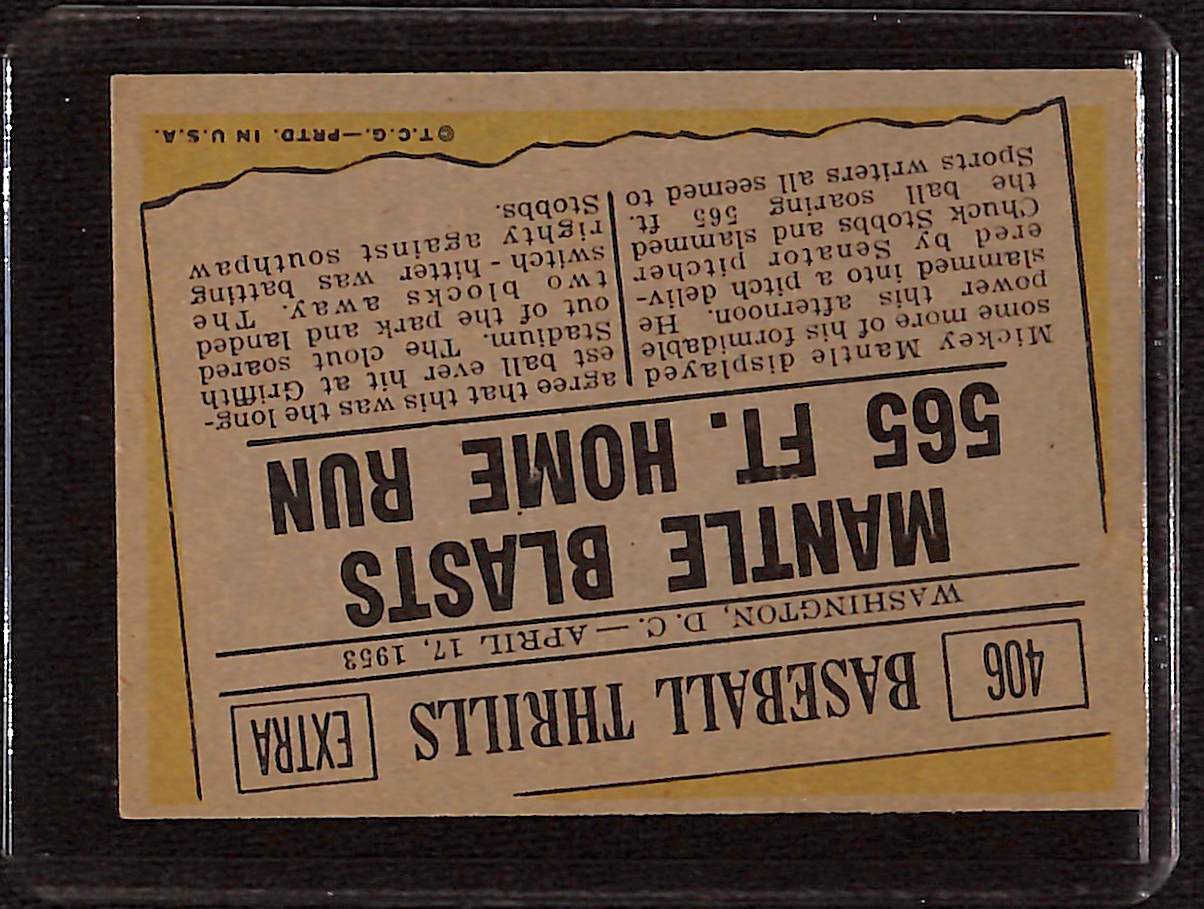 406 BASEBALL THRILLS EXTRA
WASHINGTON, D.C.—APRIL 17, 1953
MANTLE BLASTS
565 FT. HOME RUN
Mickey Mantle displayed
some more of his formidable
power this afternoon. He
slammed into a pitch deliv-
ered by Senator pitcher
Chuck Stobbs and slammed
the ball soaring 565 ft.
Sports writers all seemed to
agree that this was the long-
est ball ever hit at Griffith
Stadium. The clout soared
out of the park and landed
two blocks away. The
switch-hitter was batting
righty against southpaw
Stobbs.
©T.C.G.—PRTD. IN U.S.A.